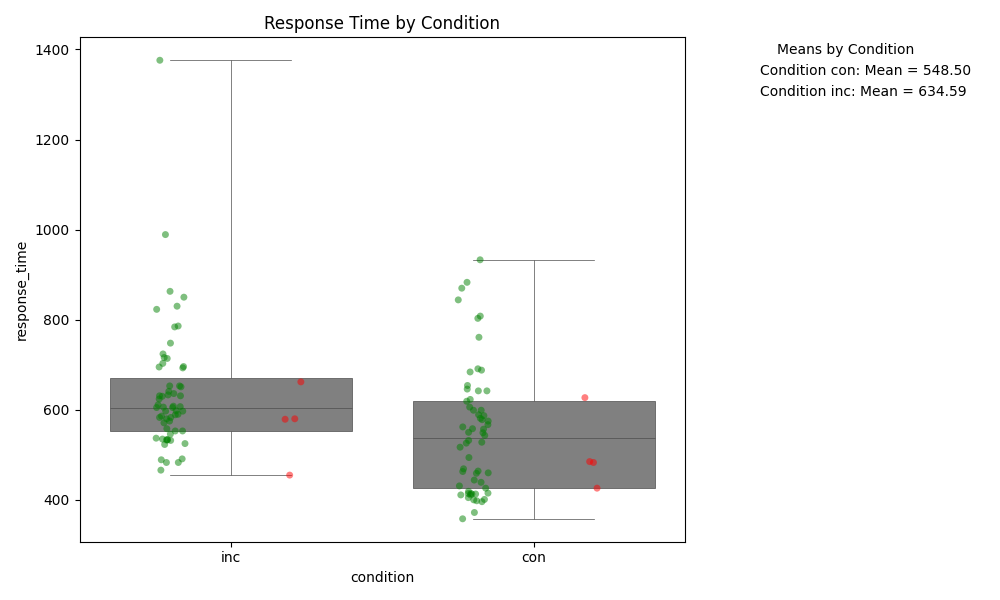 Response Time by Condition
Means by Condition
Condition con: Mean = 548.50
Condition inc: Mean = 634.59
response_time
1400
1200
1000
800
600
400
inc
con
condition